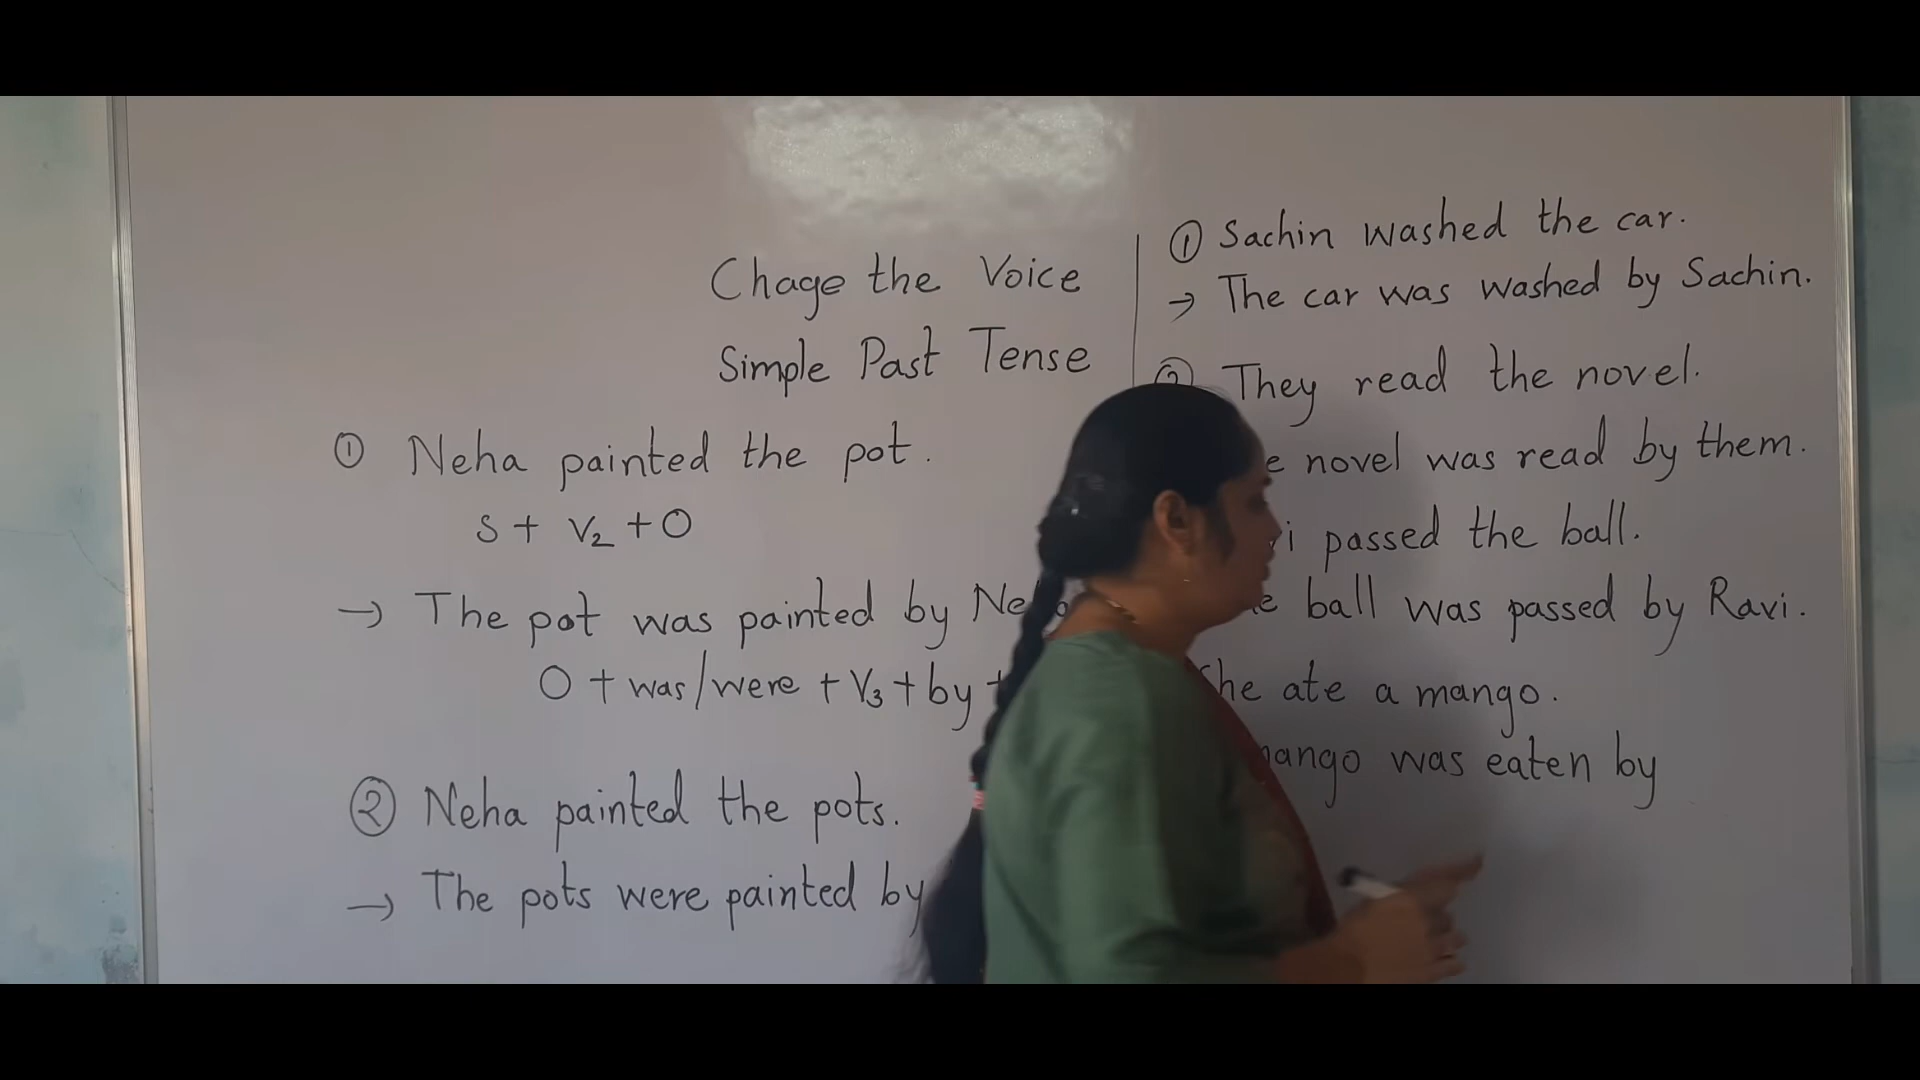 Chage the Voice
Simple Past Tense
① Neha painted the pot.
S + V2 + O
→ The pot was painted by
O + was/were + V3 + by +
② Neha painted the pots.
→ The pots were painted by
① Sachin washed the car.
→ The car was washed by Sachin.
They read the novel.
novel was read by them.
passed the ball.
ball was passed by Ravi.
ate a mango.
was eaten by